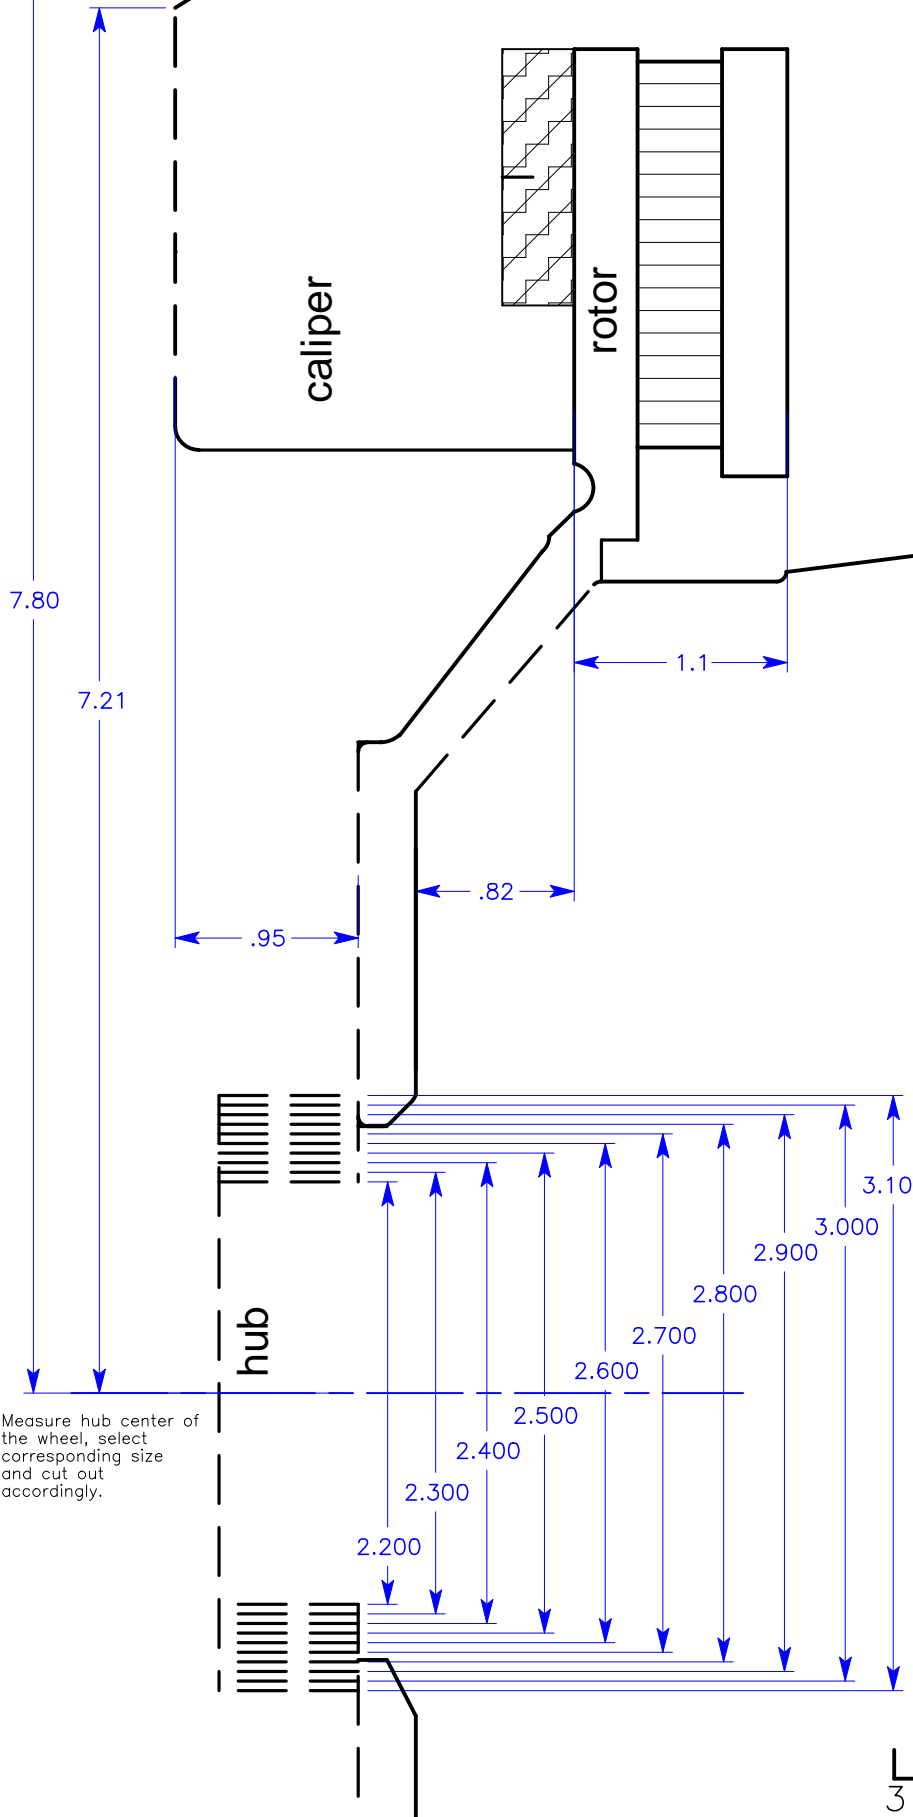 caliper
rotor
7.80
1.1
7.21
.82
.95
3.10
3.000
2.900
2.800
hub
2.700
2.600
2.500
Measure hub center of
the wheel, select
corresponding size
and cut out
accordingly.
2.400
2.300
2.200
3